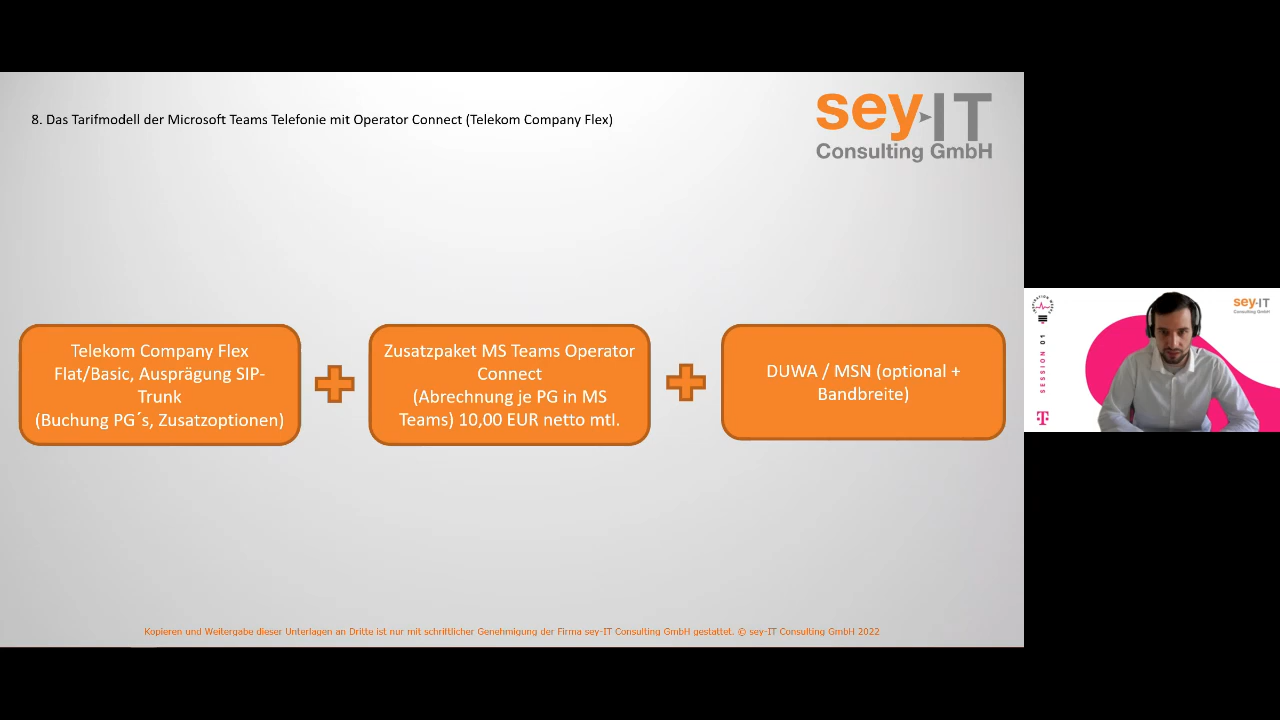 8. Das Tarifmodell der Microsoft Teams Telefonie mit Operator Connect (Telekom Company Flex)
sey IT
Consulting GmbH
Telekom Company Flex
Flat/Basic, Ausprägung SIP-
Trunk
(Buchung PG´s, Zusatzoptionen)
Zusatzpaket MS Teams Operator
Connect
(Abrechnung je PG in MS
Teams) 10,00 EUR netto mtl.
DUWA / MSN (optional +
Bandbreite)
Kopieren und Weitergabe dieser Unterlagen an Dritte ist nur mit schriftlicher Genehmigung der Firma sey-IT Consulting GmbH gestattet. © sey-IT Consulting GmbH 2022
SESSION 01
T
sey IT
Consulting GmbH